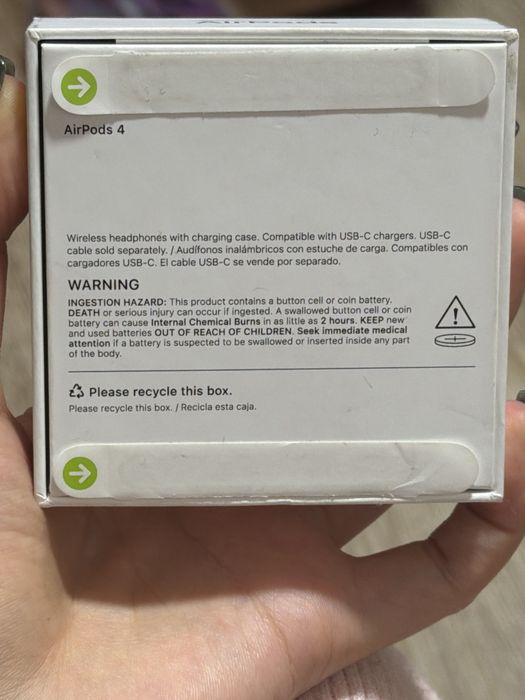 AirPods
AirPods 4
Wireless headphones with charging case. Compatible with USB-C chargers. USB-C
cable sold separately. / Audífonos inalámbricos con estuche de carga. Compatibles con
cargadores USB-C. El cable USB-C se vende por separado.
WARNING
INGESTION HAZARD: This product contains a button cell or coin battery.
DEATH or serious injury can occur if ingested. A swallowed button cell or coin
battery can cause Internal Chemical Burns in as little as 2 hours. KEEP new
and used batteries OUT OF REACH OF CHILDREN. Seek immediate medical
attention if a battery is suspected to be swallowed or inserted inside any part
of the body.
Please recycle this box.
Please recycle this box. / Recicla esta caja.